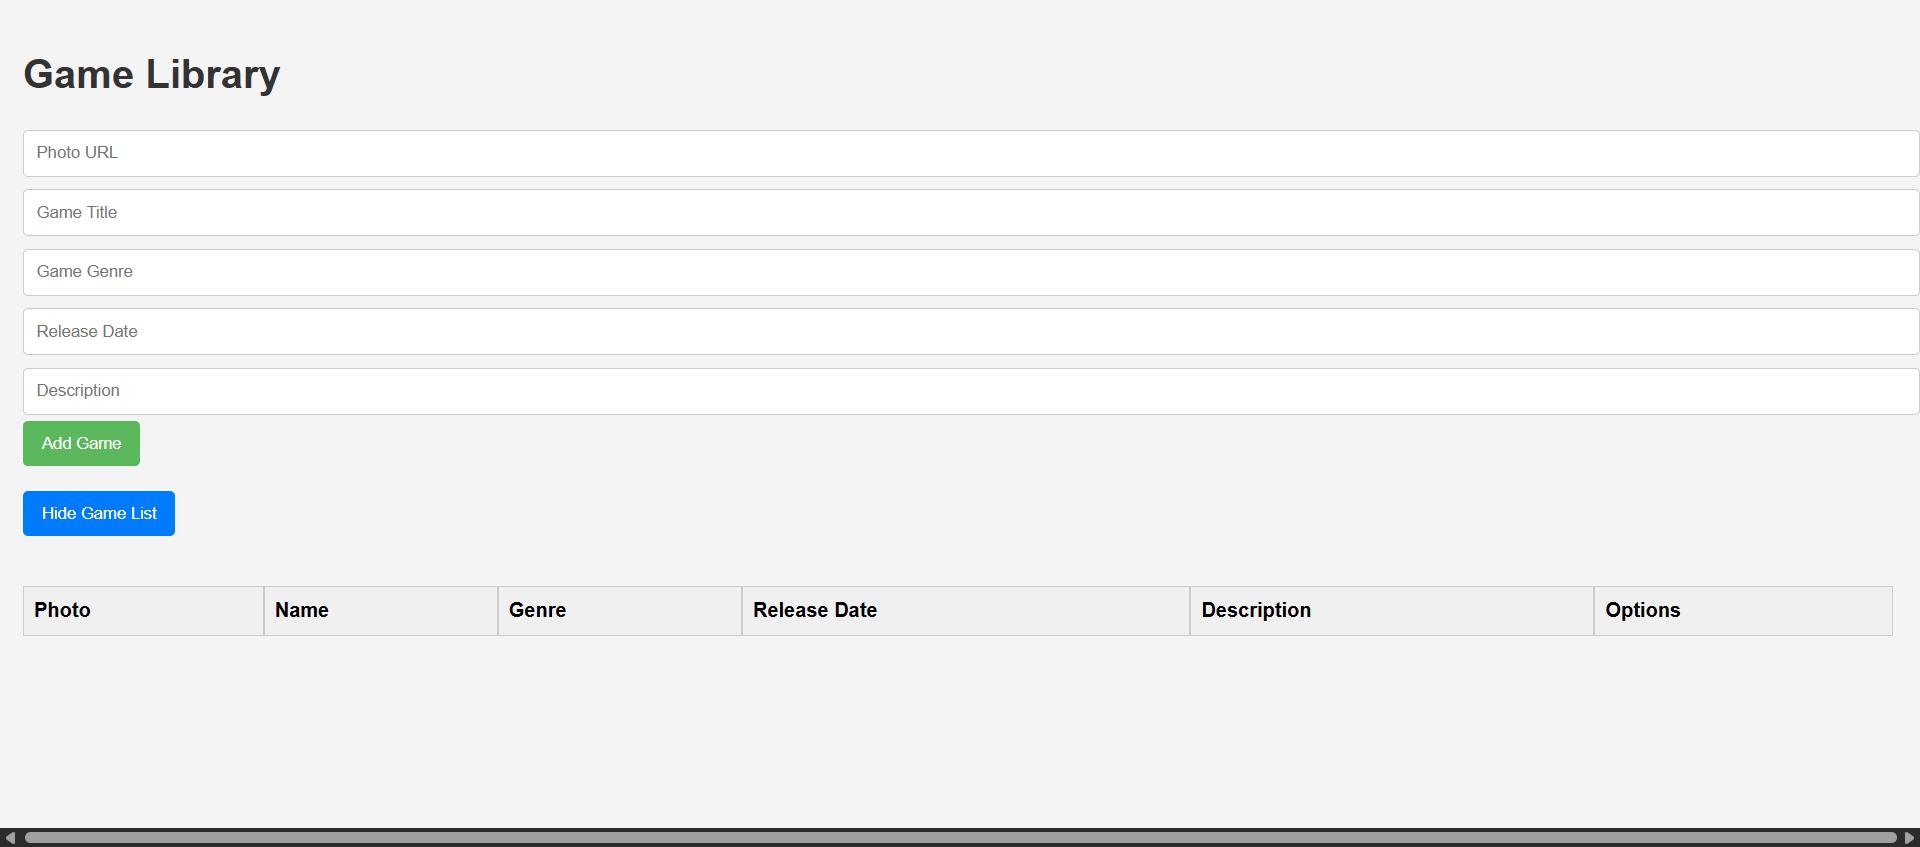 Game Library
Photo URL
Game Title
Game Genre
Release Date
Description
Add Game
Hide Game List
Photo Name Genre Release Date Description Options